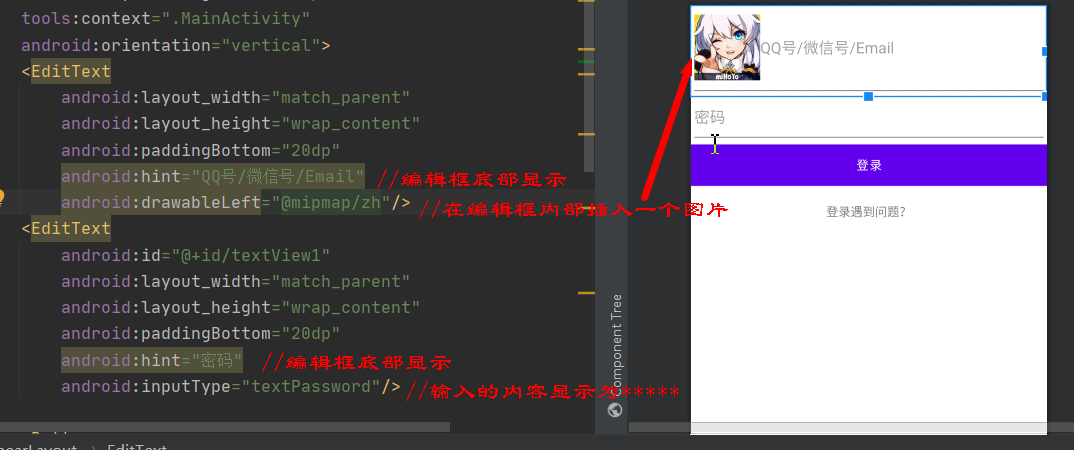 tools:context=".MainActivity"
android:orientation="vertical">
<EditText
android:layout_width="match_parent"
android:layout_height="wrap_content"
android:paddingBottom="20dp"
android:hint="QQ号/微信号/Email" //编辑框底部显示
android:drawableLeft="@mipmap/zh"/> //在编辑框内部插入一个图片
<EditText
android:id="@+id/textView1"
android:layout_width="match_parent"
android:layout_height="wrap_content"
android:paddingBottom="20dp"
android:hint="密码" //编辑框底部显示
android:inputType="textPassword"/> //输入的内容显示为*****
EditText
Component Tree
miHoYo
QQ号/微信号/Email
密码
登录
登录遇到问题?